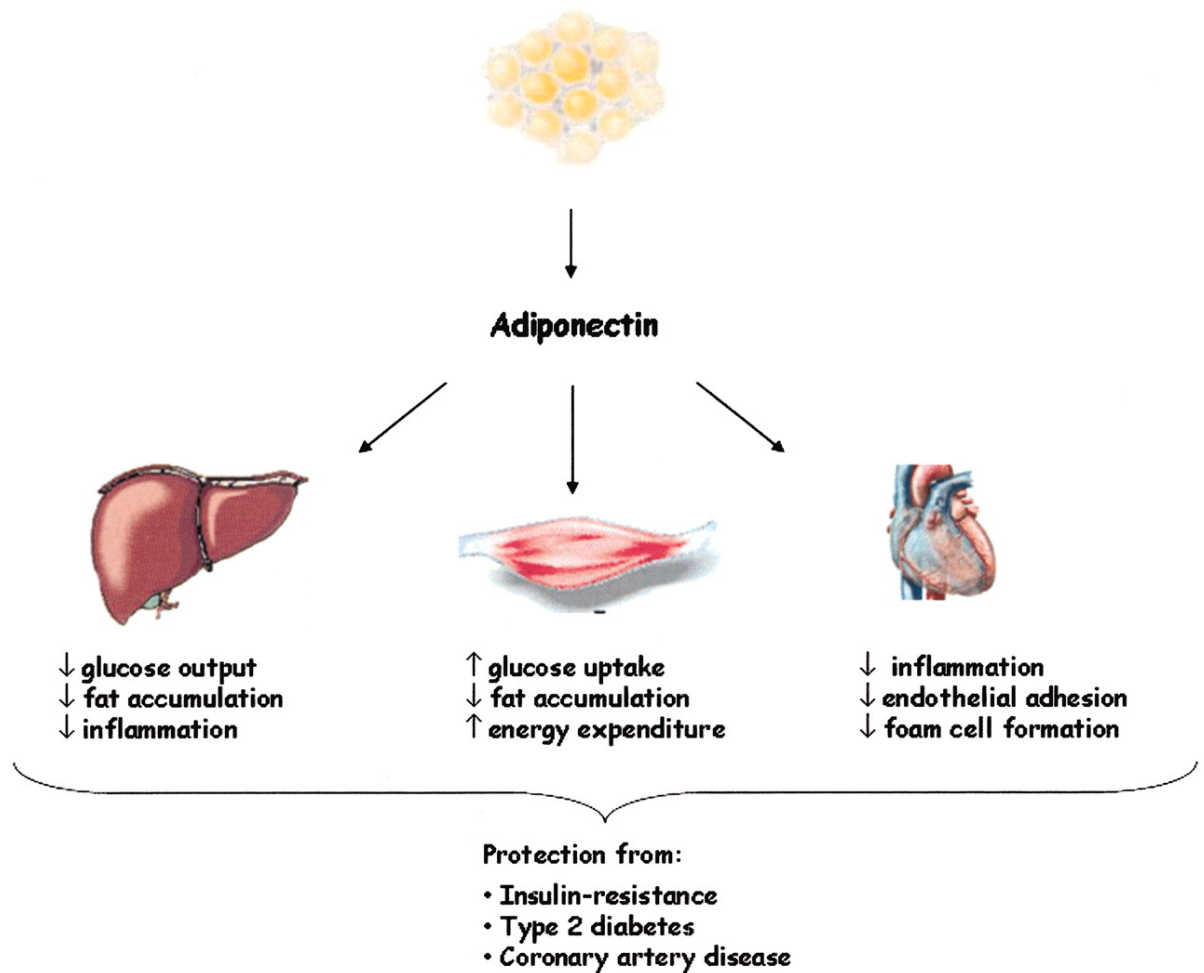 Adiponectin
↓ glucose output
↓ fat accumulation
↓ inflammation
↑ glucose uptake
↓ fat accumulation
↑ energy expenditure
↓ inflammation
↓ endothelial adhesion
↓ foam cell formation
Protection from:
• Insulin-resistance
• Type 2 diabetes
• Coronary artery disease